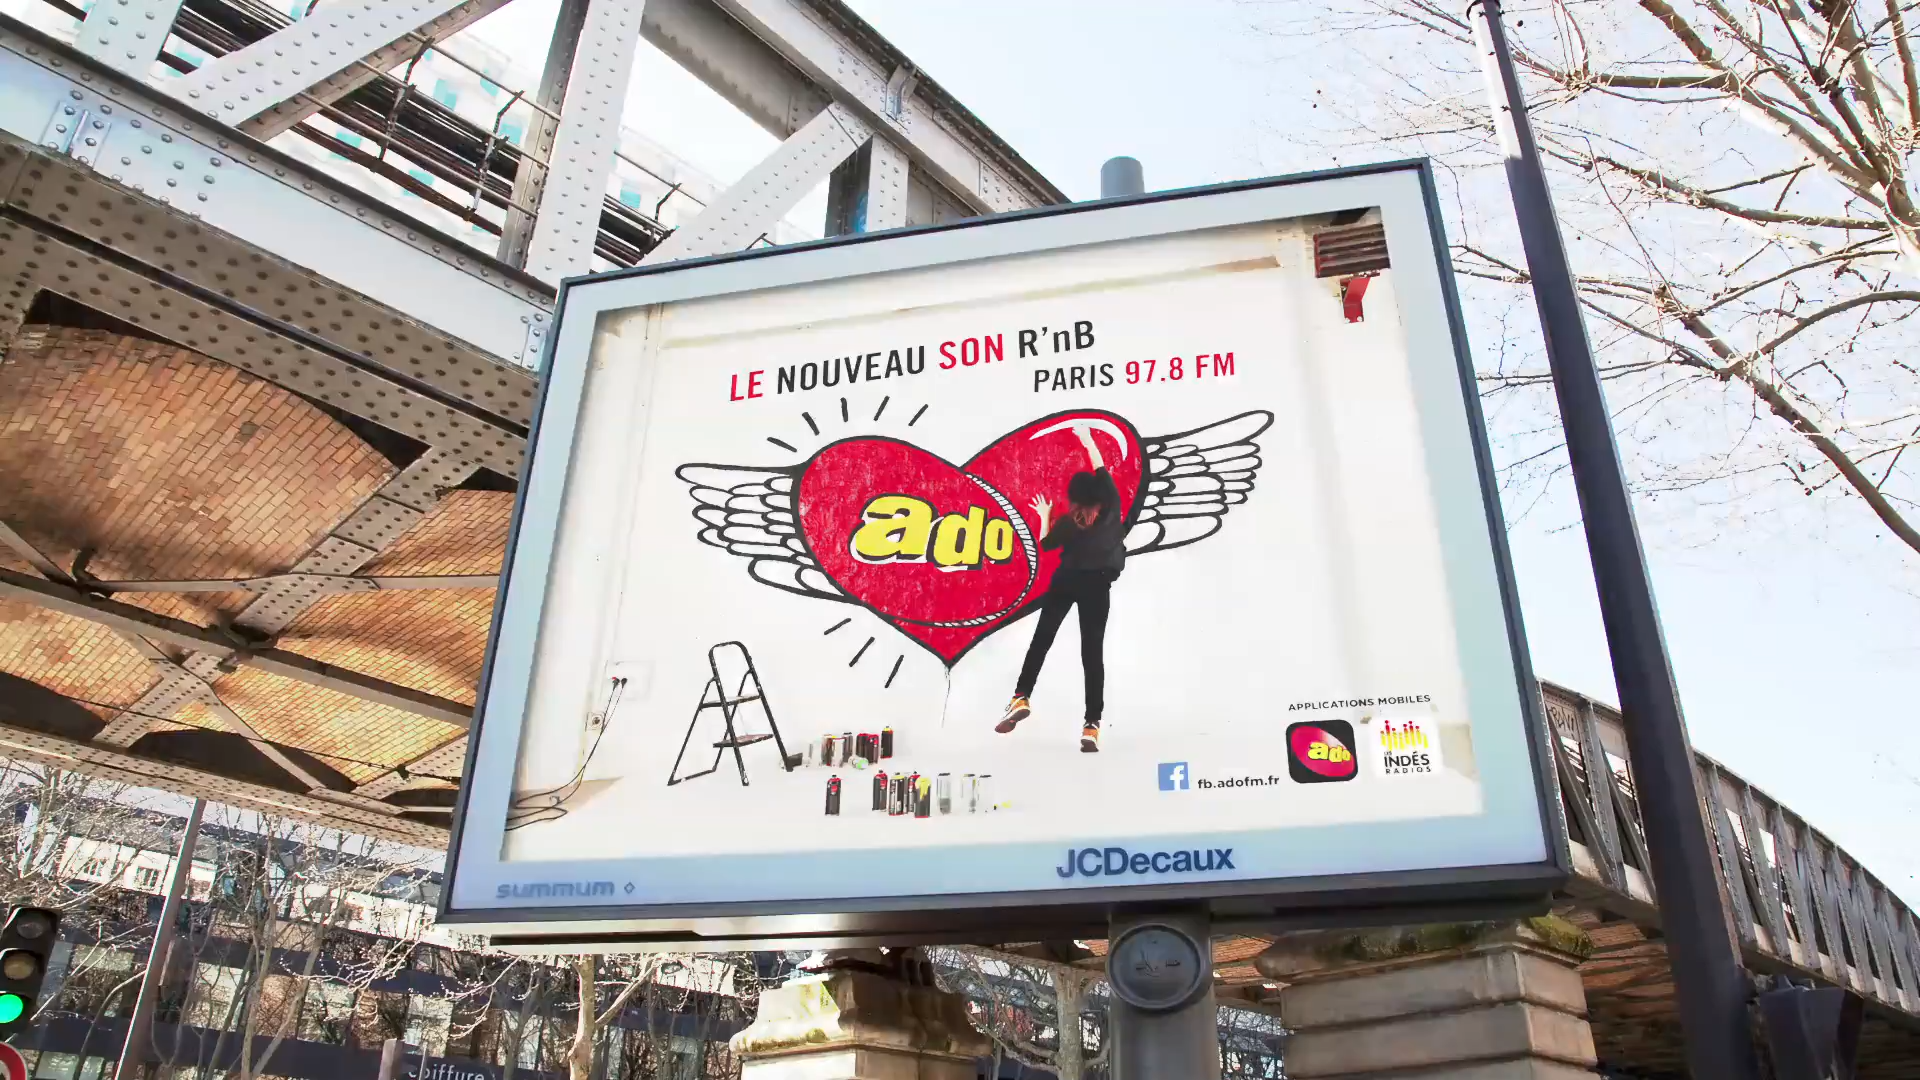 LE NOUVEAU SON R'nB
PARIS 97.8 FM
ado
APPLICATIONS MOBILES
ado
LES
INDÉS
RADIOS
fb.adofm.fr
JCDecaux
summum
Coiffure